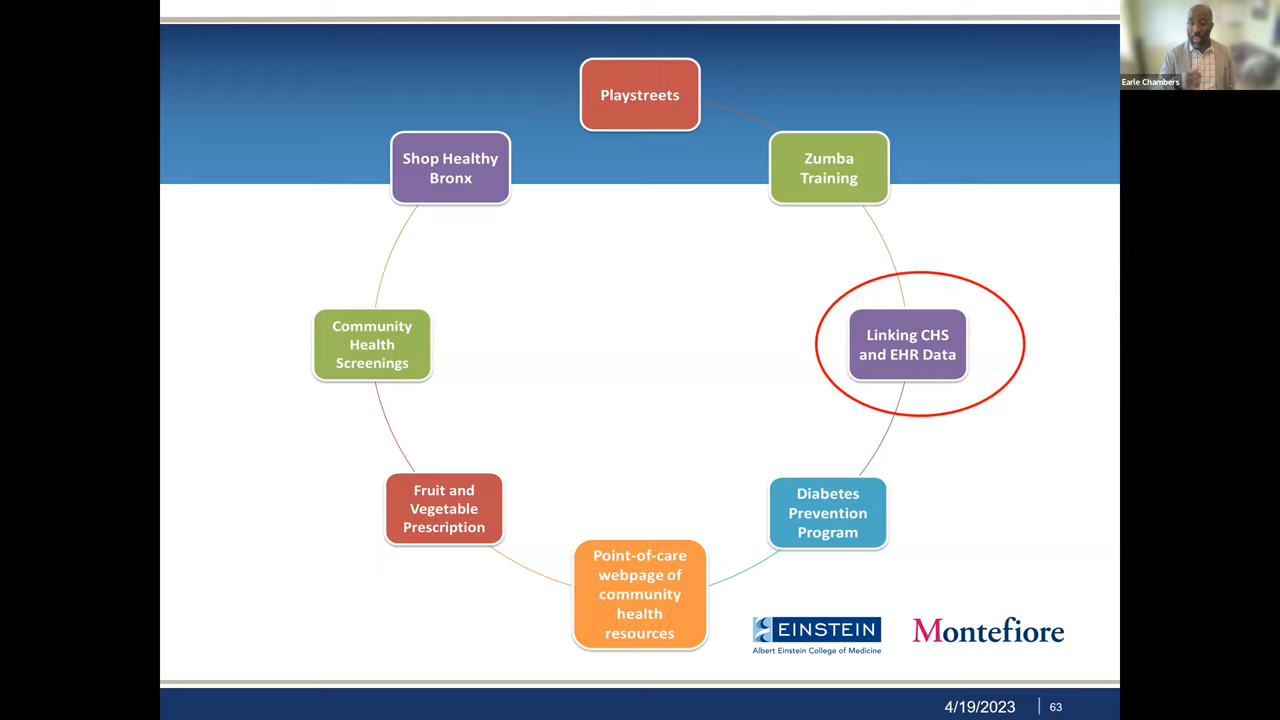 Earle Chambers
Playstreets
Shop Healthy
Bronx
Zumba
Training
Community
Health
Screenings
Linking CHS
and EHR Data
Fruit and
Vegetable
Prescription
Diabetes
Prevention
Program
Point-of-care
webpage of
community
health
resources
EINSTEIN
Albert Einstein College of Medicine
Montefiore
4/19/2023
63